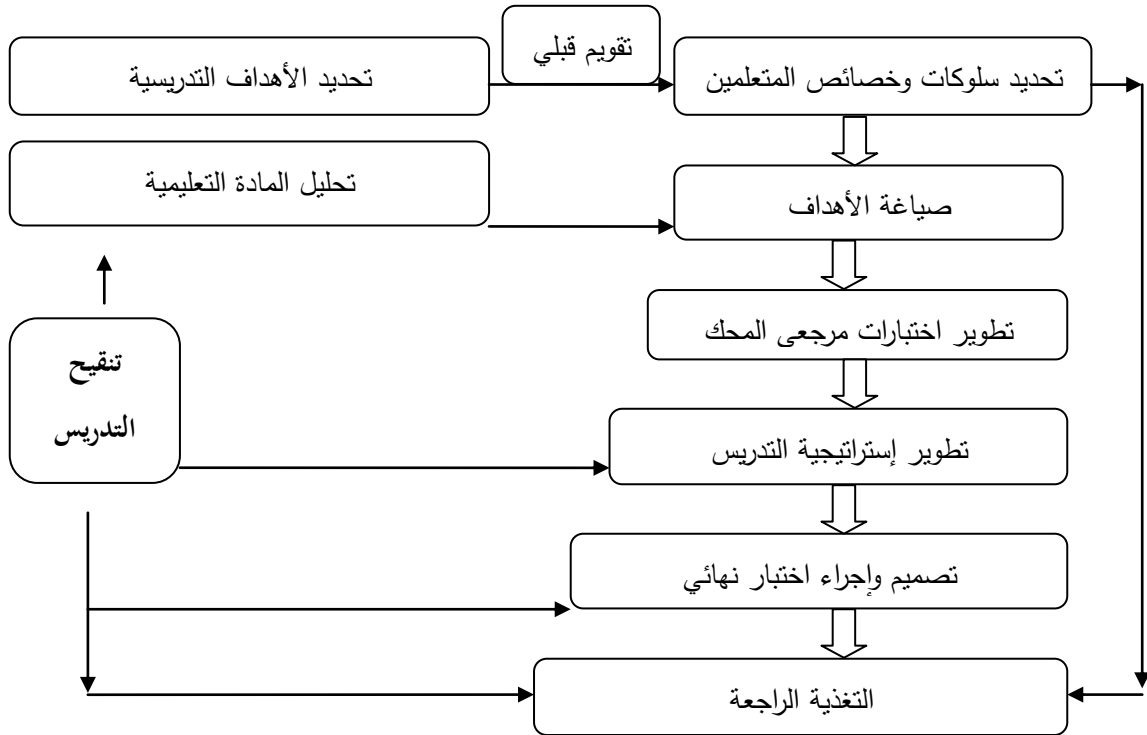 تقويم قبلي
تحديد سلوكات وخصائص المتعلمين
تحديد الأهداف التدريسية
تحليل المادة التعليمية
صياغة الأهداف
تطوير اختبارات مرجعى المحك
تنقيح
التدريس
تطوير إستراتيجية التدريس
تصميم وإجراء اختبار نهائي
التغذية الراجعة